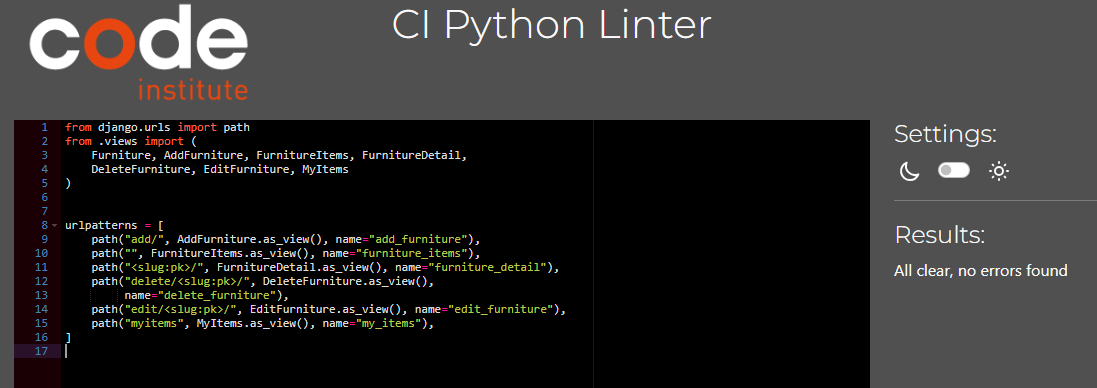 code
institute
CI Python Linter
1 from django.urls import path
2 from .views import (
3     Furniture, AddFurniture, FurnitureItems, FurnitureDetail,
4     DeleteFurniture, EditFurniture, MyItems
5 )
6
7
8 urlpatterns = [
9     path("add/", AddFurniture.as_view(), name="add_furniture"),
10     path("", FurnitureItems.as_view(), name="furniture_items"),
11     path("<slug:pk>/", FurnitureDetail.as_view(), name="furniture_detail"),
12     path("delete/<slug:pk>/", DeleteFurniture.as_view(),
13          name="delete_furniture"),
14     path("edit/<slug:pk>/", EditFurniture.as_view(), name="edit_furniture"),
15     path("myitems", MyItems.as_view(), name="my_items"),
16 ]
17
Settings:
Results:
All clear, no errors found